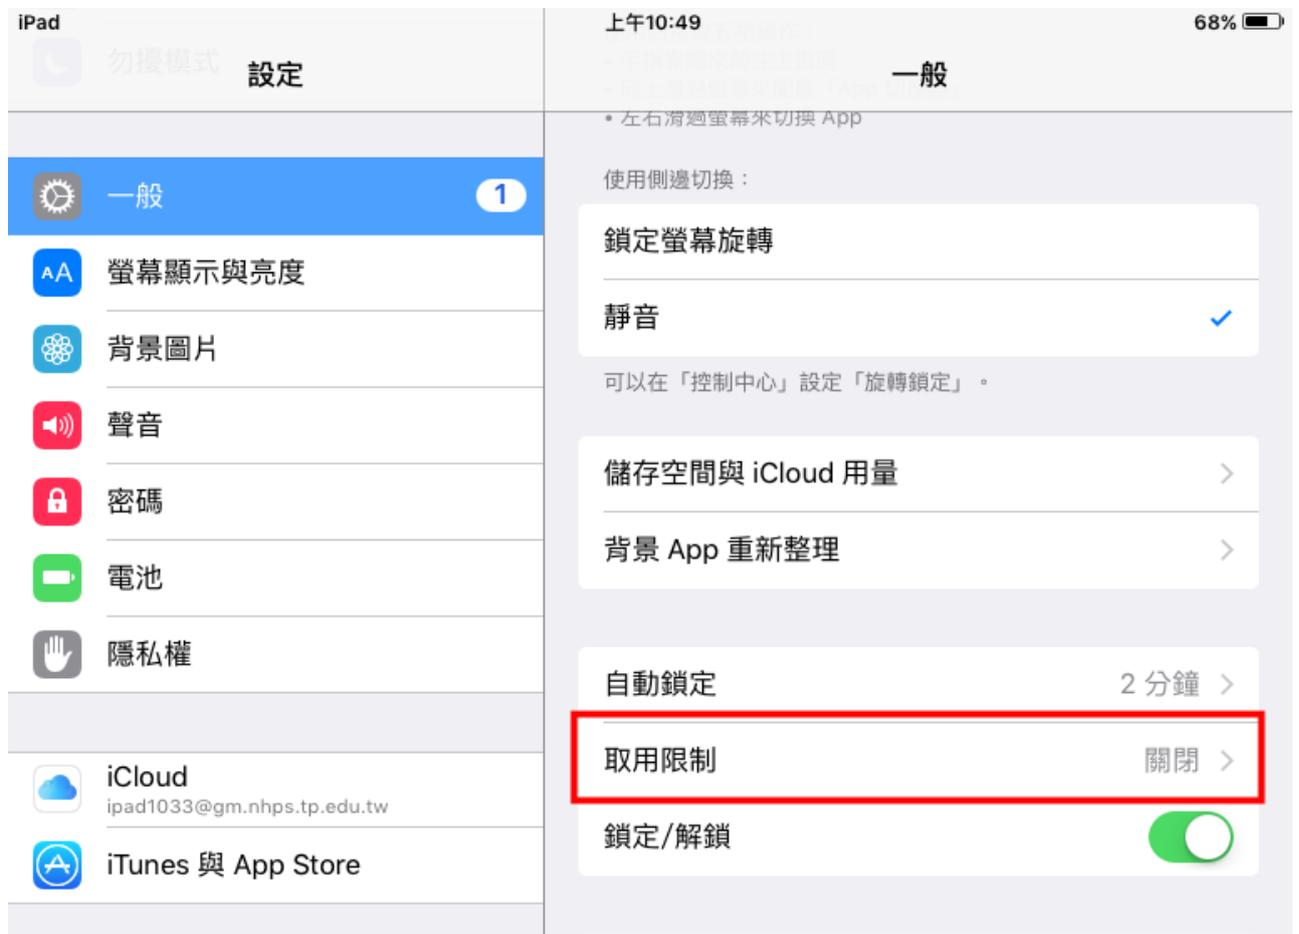 iPad
上午10:49
68%
勿擾模式
設定
一般
• 左右滑過螢幕來切換 App
一般
1
螢幕顯示與亮度
背景圖片
聲音
密碼
電池
隱私權
iCloud
ipad1033@gm.nhps.tp.edu.tw
iTunes 與 App Store
使用側邊切換：
鎖定螢幕旋轉
靜音
可以在「控制中心」設定「旋轉鎖定」。
儲存空間與 iCloud 用量
背景 App 重新整理
自動鎖定
2 分鐘
取用限制
關閉
鎖定/解鎖